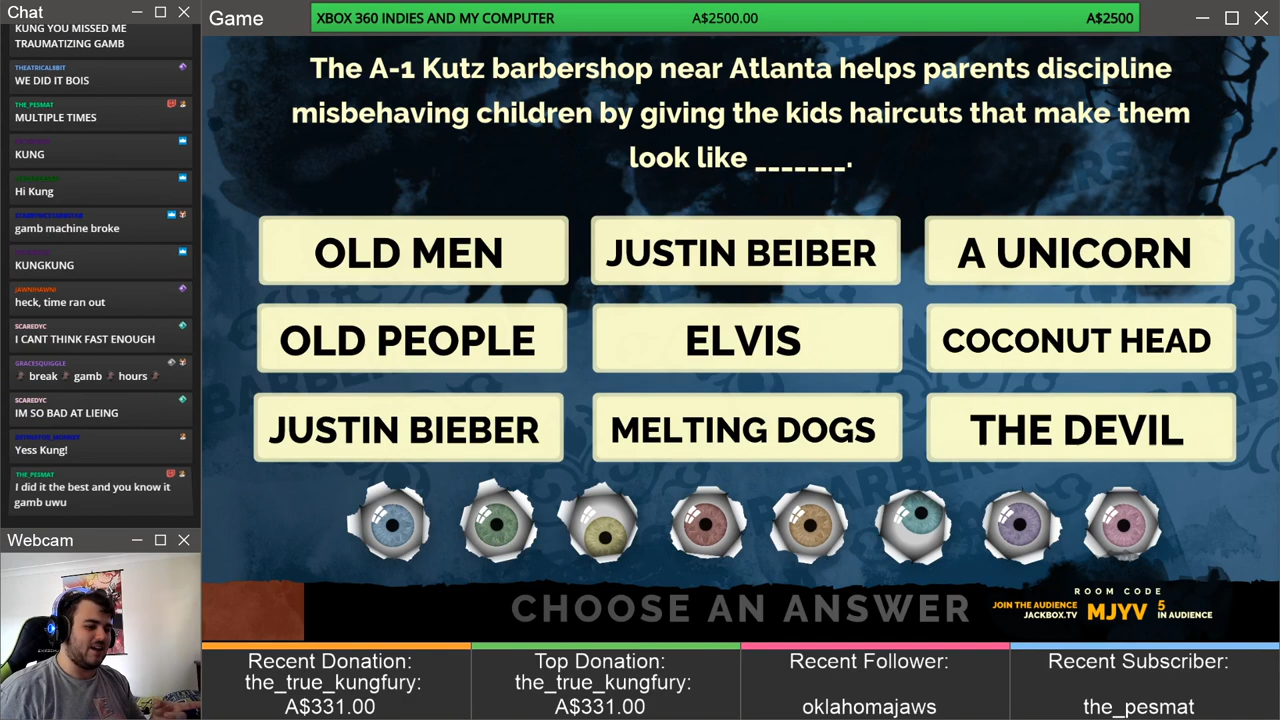 Chat
KUNG YOU MISSED ME
TRAUMATIZING GAMB
THEATRICAL8BIT
WE DID IT BOIS
THE_PESMAT
MULTIPLE TIMES
KUNG
Hi Kung
gamb machine broke
KUNGKUNG
JAWNIHAWNI
heck, time ran out
SCAREDYC
I CANT THINK FAST ENOUGH
GRACESQUIGGLE
break gamb hours
SCAREDYC
IM SO BAD AT LIEING
Yess Kung!
THE_PESMAT
I did it the best and you know it
gamb uwu
Webcam
Game
XBOX 360 INDIES AND MY COMPUTER A$2500.00 A$2500
The A-1 Kutz barbershop near Atlanta helps parents discipline
misbehaving children by giving the kids haircuts that make them
look like _______.
OLD MEN JUSTIN BEIBER A UNICORN
OLD PEOPLE ELVIS COCONUT HEAD
JUSTIN BIEBER MELTING DOGS THE DEVIL
CHOOSE AN ANSWER
ROOM CODE
JOIN THE AUDIENCE
JACKBOX.TV
MJYV
5
IN AUDIENCE
Recent Donation:
the_true_kungfury:
A$331.00
Top Donation:
the_true_kungfury:
A$331.00
Recent Follower:
oklahomajaws
Recent Subscriber:
the_pesmat